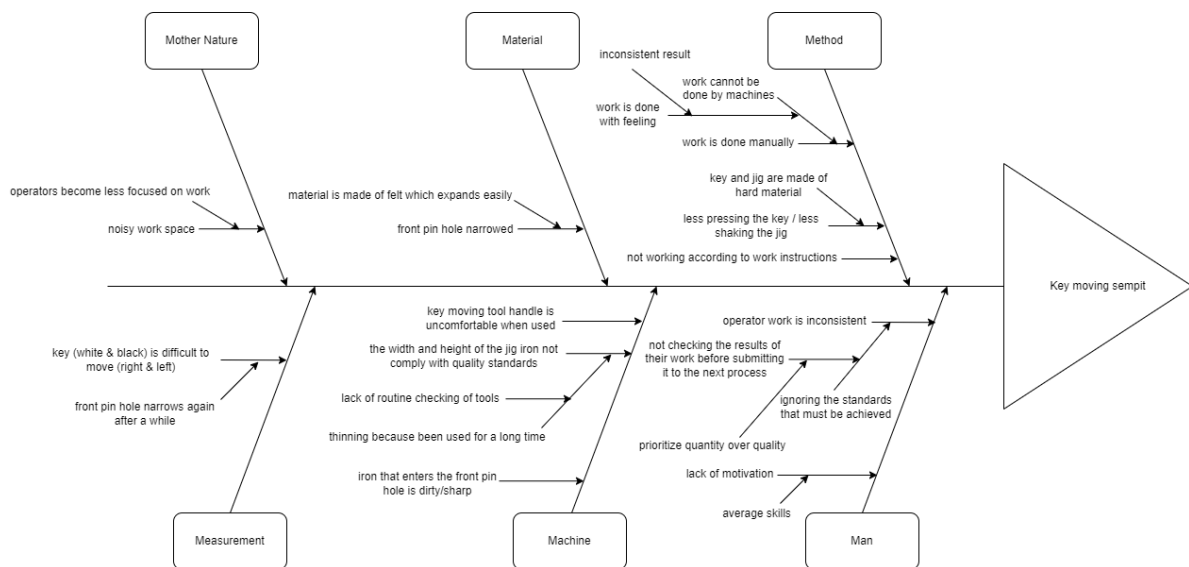 Mother Nature
Material
Method
inconsistent result
work cannot be
done by machines
work is done
with feeling
work is done manually
operators become less focused on work
noisy work space
material is made of felt which expands easily
front pin hole narrowed
key and jig are made of
hard material
less pressing the key / less
shaking the jig
not working according to work instructions
Key moving sempit
key (white & black) is difficult to
move (right & left)
front pin hole narrows again
after a while
key moving tool handle is
uncomfortable when used
the width and height of the jig iron not
comply with quality standards
lack of routine checking of tools
thinning because been used for a long time
iron that enters the front pin
hole is dirty/sharp
operator work is inconsistent
not checking the results of
their work before submitting
it to the next process
ignoring the standards
that must be achieved
prioritize quantity over quality
lack of motivation
average skills
Measurement
Machine
Man